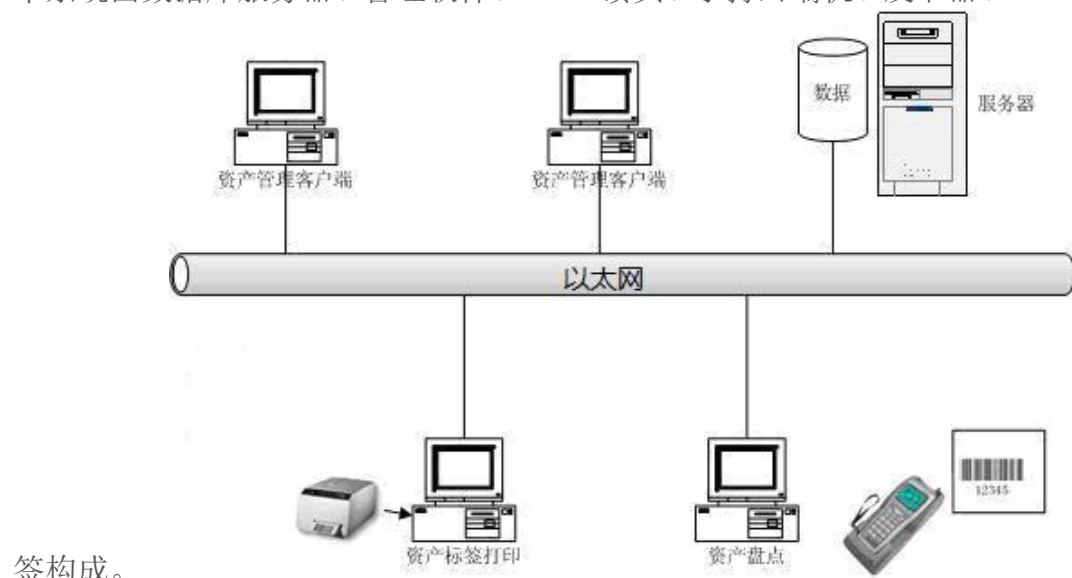 数据
服务器
资产管理客户端
资产管理客户端
以太网
12345
资产标签打印
资产盘点
签构成。